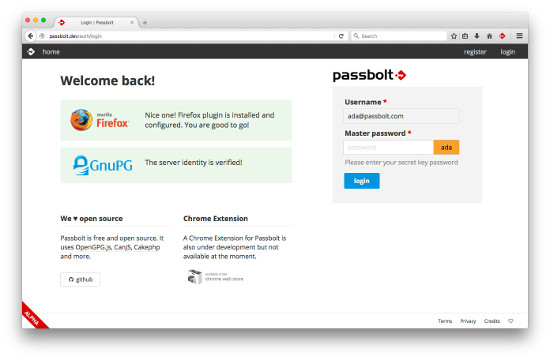 Login | Passbolt
passbolt.dev/auth/login
Search
home
register
login
Welcome back!
mozilla
Firefox
Nice one! Firefox plugin is installed and
configured. You are good to go!
GnuPG
The server identity is verified!
passbolt
Username *
ada@passbolt.com
Master password *
password
ada
Please enter your secret key password
login
We ♥ open source
Passbolt is free and open source. It
uses OpenGPG.js, CanJS, Cakephp
and more.
github
Chrome Extension
A Chrome Extension for Passbolt is
also under development but not
available at the moment.
available in the
chrome web store
ALPHA
Terms
Privacy
Credits